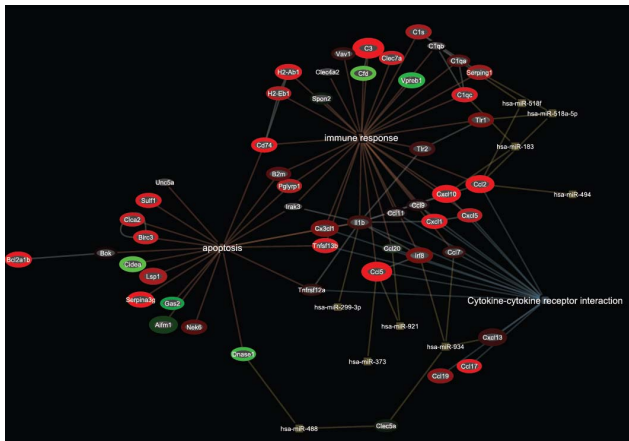 C3
C1s
C1qb
Vav1
Clec7a
C1qa
Serping1
H2-Ab1
Clec4a2
Cfd
Vpreb1
C1qc
H2-Eb1
Spon2
hsa-miR-518f
hsa-miR-518a-5p
Tlr1
immune response
Cd74
Tlr2
hsa-miR-183
B2m
Unc5a
Pglyrp1
Ccl2
hsa-miR-494
Cxcl10
Sulf1
Irak3
Ccl9
Ccl11
Cxcl5
Clca2
Il1b
Cxcl1
Cx3cl1
Birc3
Tnfsf13b
apoptosis
Ccl20
Bok
Ccl7
Irf8
Bcl2a1b
Cidea
Ccl5
Lsp1
Tnfrsf12a
Cytokine-cytokine receptor interaction
Serpina3g
Gas2
hsa-miR-299-3p
Aifm1
Nek6
hsa-miR-921
Cxcl13
hsa-miR-934
Dnase1
hsa-miR-373
Ccl17
Ccl19
Clec5a
hsa-miR-488